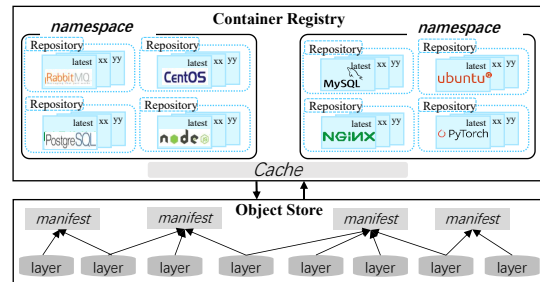 Container Registry
namespace
namespace
Repository
latest xx yy
RabbitMQ
Repository
latest xx yy
CentOS
Repository
latest xx yy
MySQL
Repository
latest xx yy
ubuntu
Repository
latest xx yy
PostgreSQL
Repository
latest xx yy
node
Repository
latest xx yy
NGINX
Repository
latest xx yy
PyTorch
Cache
Object Store
manifest
manifest
manifest
manifest
layer
layer
layer
layer
layer
layer
layer
layer